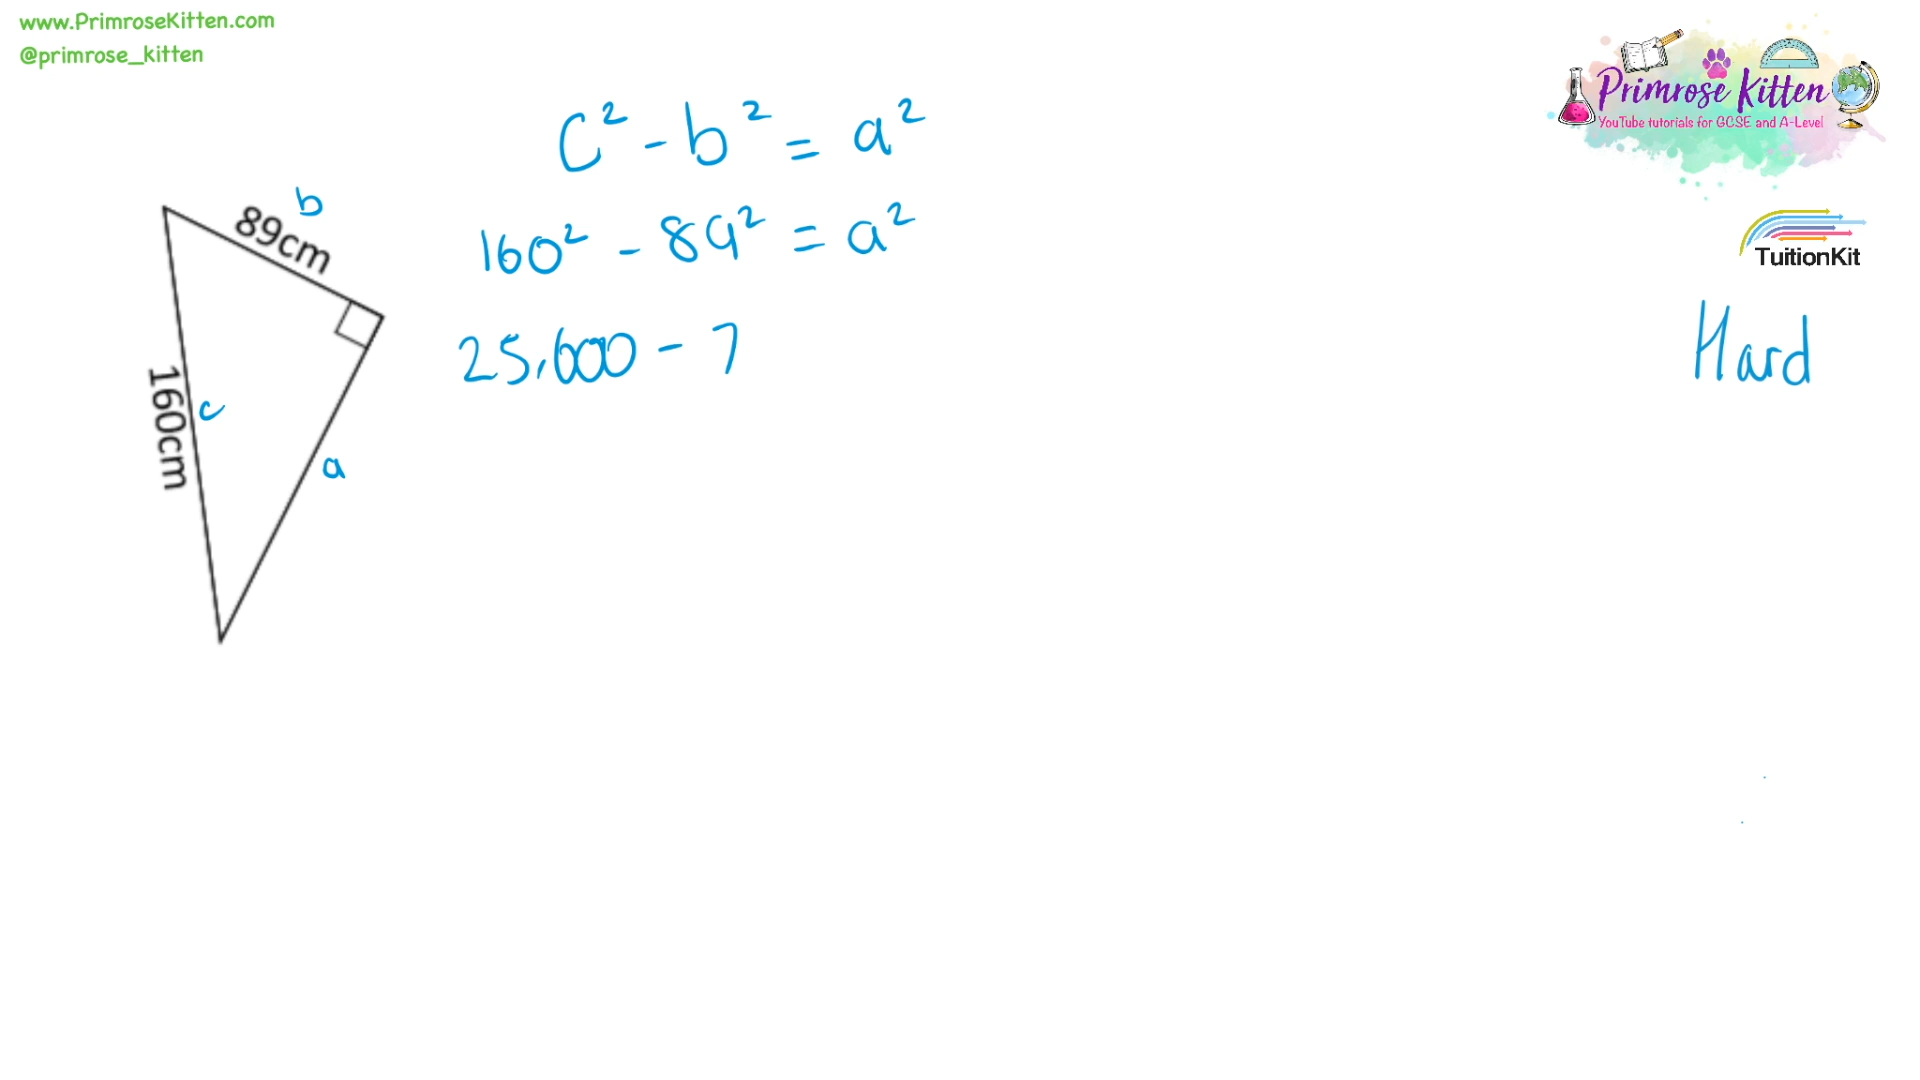 www.PrimroseKitten.com
@primrose_kitten
Primrose Kitten
YouTube tutorials for GCSE and A-Level
TuitionKit
Hard
c² - b² = a²
160² - 89² = a²
25,600 - 7
b
89cm
160cm
c
a